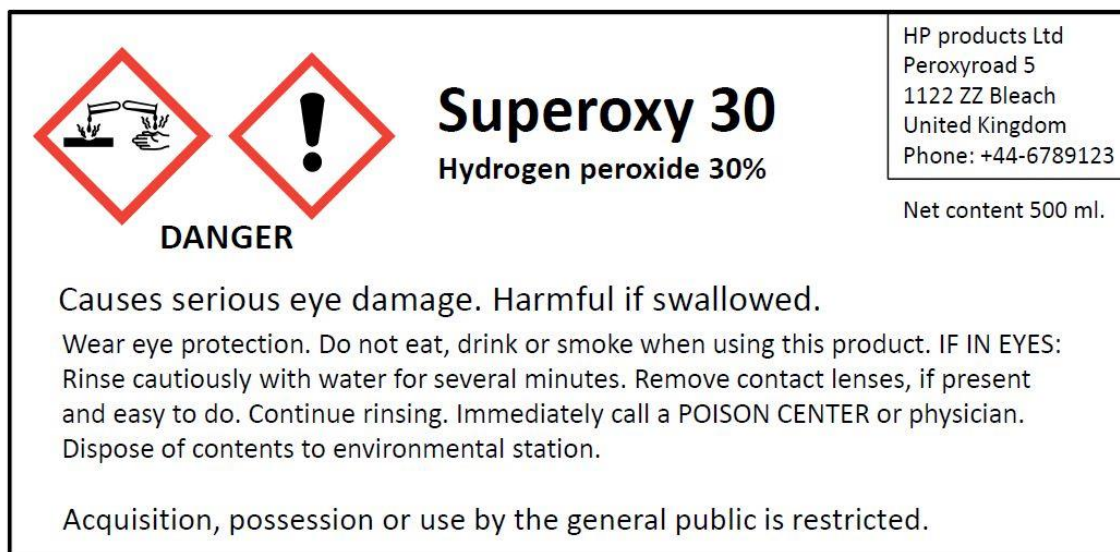 HP products Ltd
Peroxyroad 5
1122 ZZ Bleach
United Kingdom
Phone: +44-6789123
Superoxy 30
Hydrogen peroxide 30%
Net content 500 ml.
DANGER
Causes serious eye damage. Harmful if swallowed.
Wear eye protection. Do not eat, drink or smoke when using this product. IF IN EYES:
Rinse cautiously with water for several minutes. Remove contact lenses, if present
and easy to do. Continue rinsing. Immediately call a POISON CENTER or physician.
Dispose of contents to environmental station.
Acquisition, possession or use by the general public is restricted.